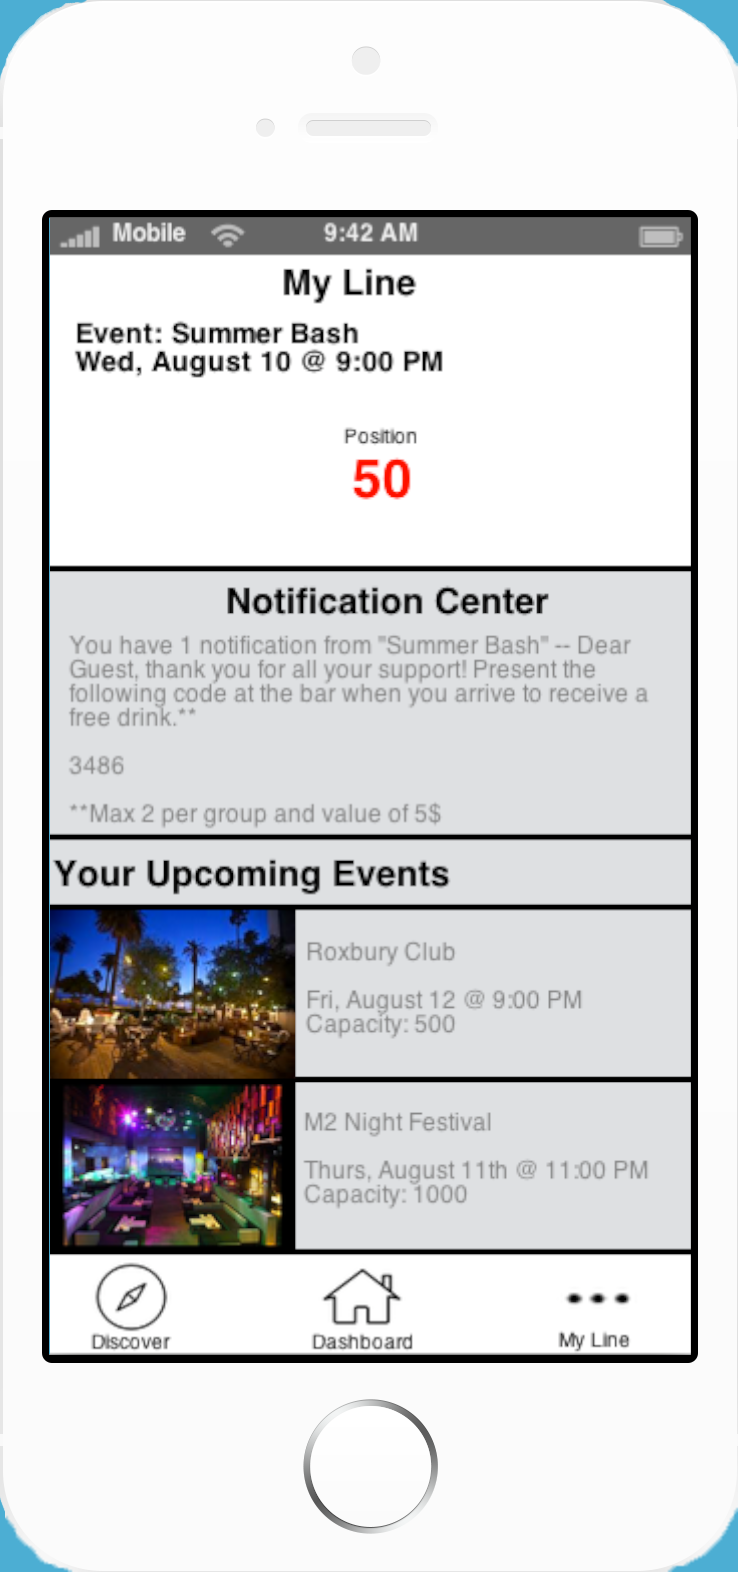 Mobile 9:42 AM
My Line
Event: Summer Bash
Wed, August 10 @ 9:00 PM
Position
50
Notification Center
You have 1 notification from "Summer Bash" -- Dear
Guest, thank you for all your support! Present the
following code at the bar when you arrive to receive a
free drink.**
3486
**Max 2 per group and value of 5$
Your Upcoming Events
Roxbury Club
Fri, August 12 @ 9:00 PM
Capacity: 500
M2 Night Festival
Thurs, August 11th @ 11:00 PM
Capacity: 1000
Discover Dashboard My Line